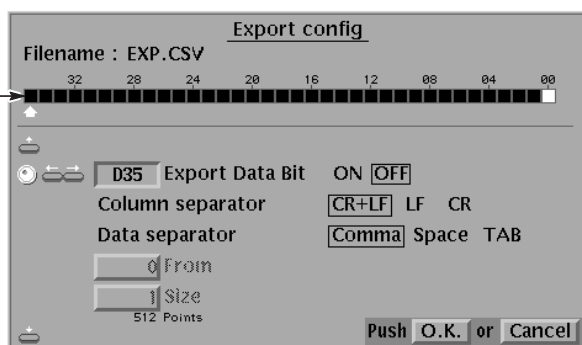 Export config
Filename : EXP.CSV
32 28 24 20 16 12 08 04 00
D35 Export Data Bit ON OFF
Column separator CR+LF LF CR
Data separator Comma Space TAB
0 From
1 Size
512 Points
Push O.K. or Cancel